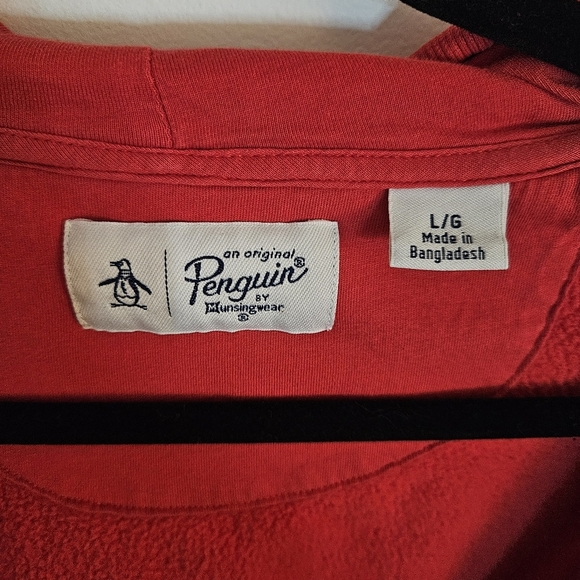 an original
Penguin®
BY
Munsingwear
®
L/G
Made in
Bangladesh